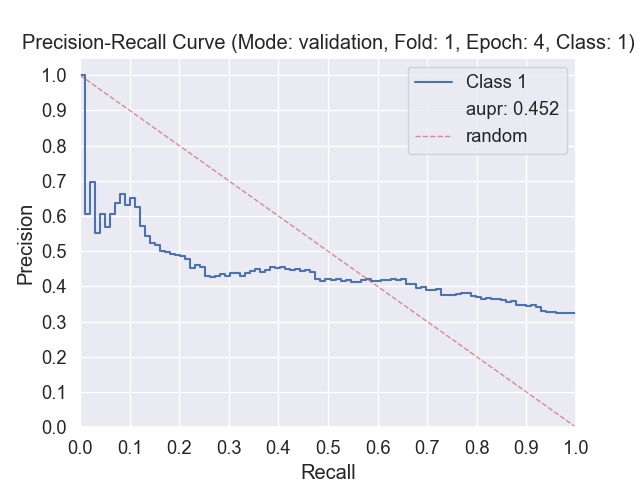 Precision-Recall Curve (Mode: validation, Fold: 1, Epoch: 4, Class: 1)
Class 1
aupr: 0.452
random
Precision
1.0
0.9
0.8
0.7
0.6
0.5
0.4
0.3
0.2
0.1
0.0
0.0 0.1 0.2 0.3 0.4 0.5 0.6 0.7 0.8 0.9 1.0
Recall